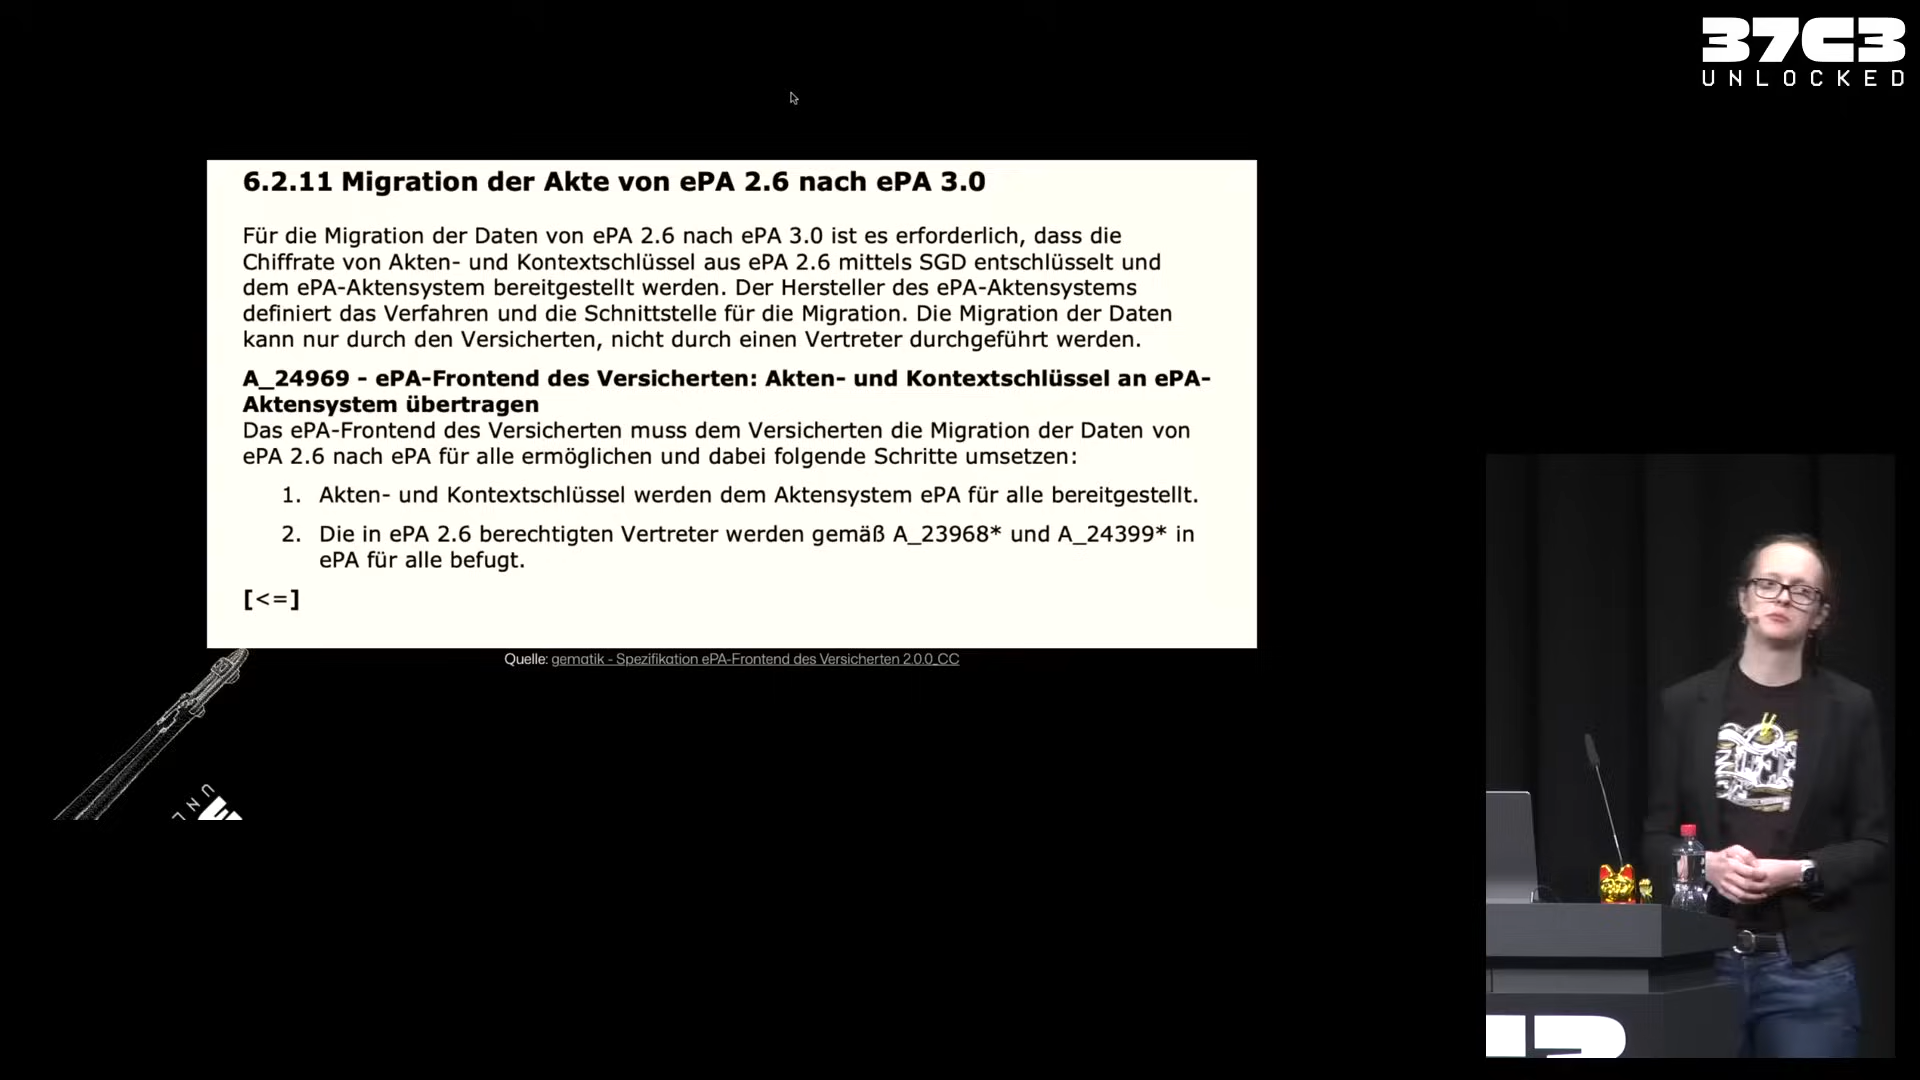 37C3
UNLOCKED
6.2.11 Migration der Akte von ePA 2.6 nach ePA 3.0
Für die Migration der Daten von ePA 2.6 nach ePA 3.0 ist es erforderlich, dass die
Chiffrate von Akten- und Kontextschlüssel aus ePA 2.6 mittels SGD entschlüsselt und
dem ePA-Aktensystem bereitgestellt werden. Der Hersteller des ePA-Aktensystems
definiert das Verfahren und die Schnittstelle für die Migration. Die Migration der Daten
kann nur durch den Versicherten, nicht durch einen Vertreter durchgeführt werden.
A_24969 - ePA-Frontend des Versicherten: Akten- und Kontextschlüssel an ePA-
Aktensystem übertragen
Das ePA-Frontend des Versicherten muss dem Versicherten die Migration der Daten von
ePA 2.6 nach ePA für alle ermöglichen und dabei folgende Schritte umsetzen:
1. Akten- und Kontextschlüssel werden dem Aktensystem ePA für alle bereitgestellt.
2. Die in ePA 2.6 berechtigten Vertreter werden gemäß A_23968* und A_24399* in
ePA für alle befugt.
[<=]
Quelle: gematik - Spezifikation ePA-Frontend des Versicherten 2.0.0_CC